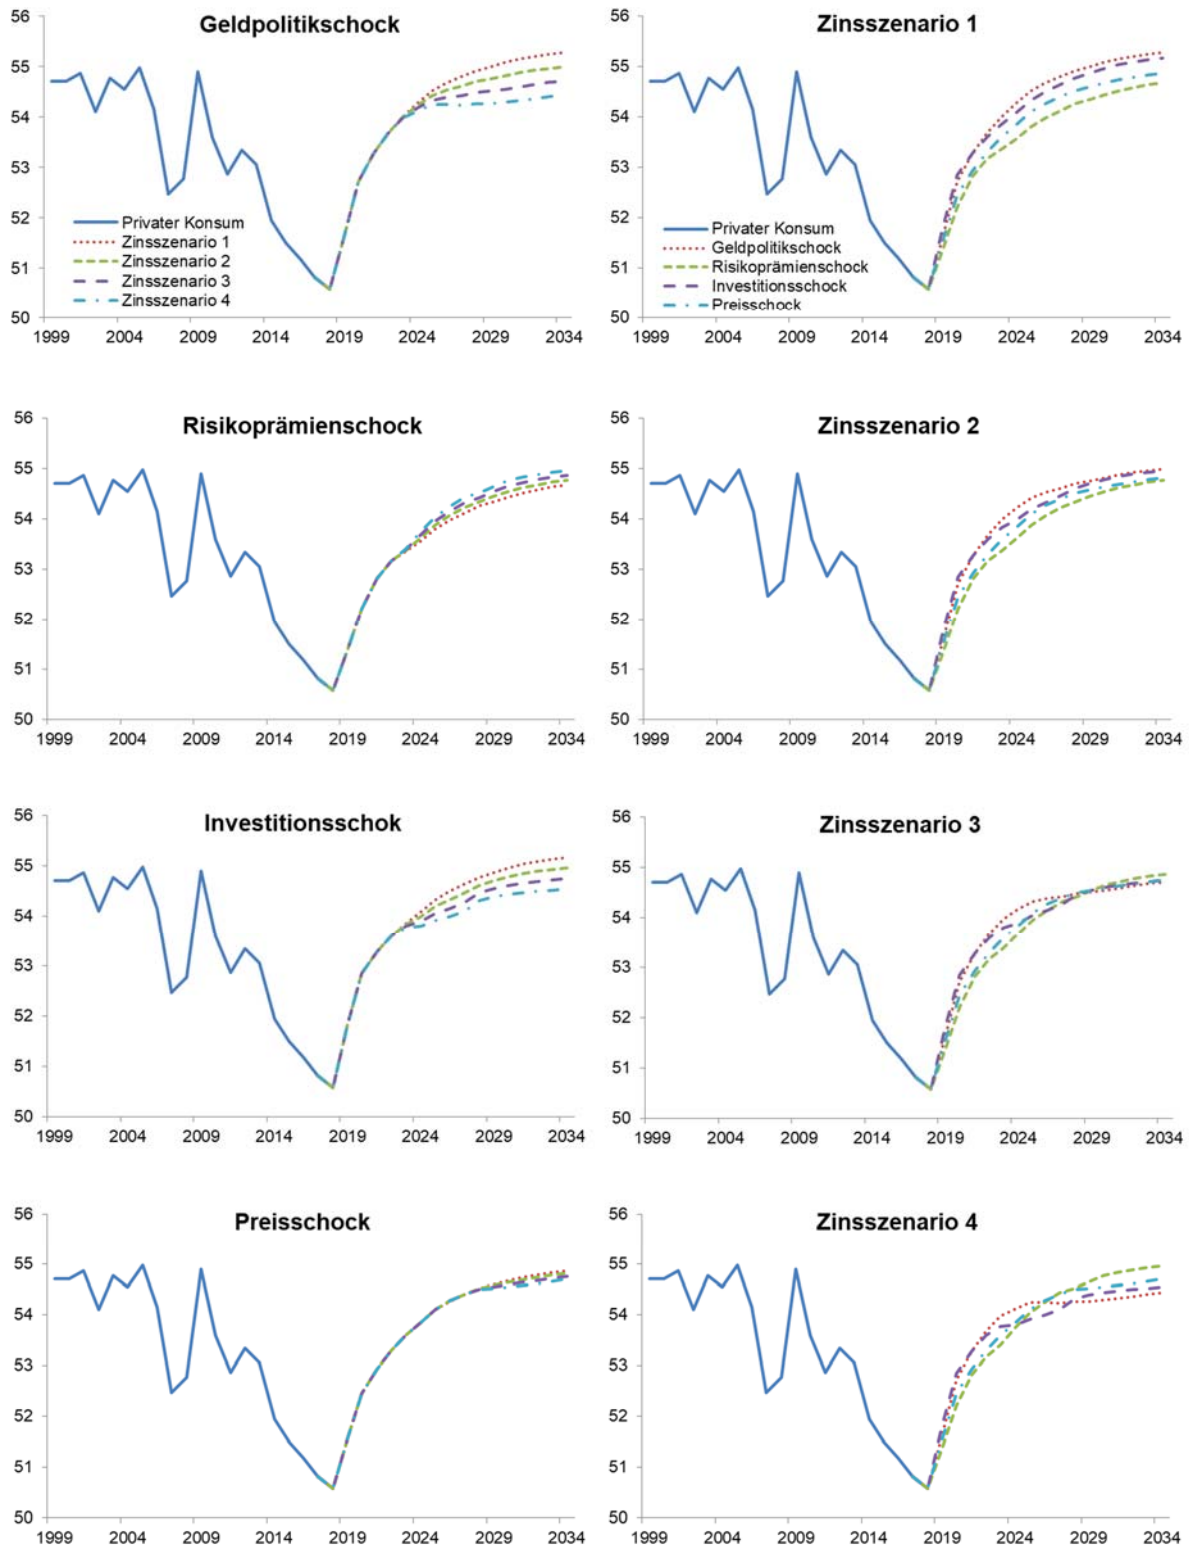 Geldpolitikschock
56
55
54
53
52
51
50
Privater Konsum
Zinsszenario 1
Zinsszenario 2
Zinsszenario 3
Zinsszenario 4
1999 2004 2009 2014 2019 2024 2029 2034
Zinsszenario 1
56
55
54
53
52
51
50
Privater Konsum
Geldpolitikschock
Risikoprämienschock
Investitionsschock
Preisschock
1999 2004 2009 2014 2019 2024 2029 2034
Risikoprämienschock
56
55
54
53
52
51
50
1999 2004 2009 2014 2019 2024 2029 2034
Zinsszenario 2
56
55
54
53
52
51
50
1999 2004 2009 2014 2019 2024 2029 2034
Investitionsschok
56
55
54
53
52
51
50
1999 2004 2009 2014 2019 2024 2029 2034
Zinsszenario 3
56
55
54
53
52
51
50
1999 2004 2009 2014 2019 2024 2029 2034
Preisschock
56
55
54
53
52
51
50
1999 2004 2009 2014 2019 2024 2029 2034
Zinsszenario 4
56
55
54
53
52
51
50
1999 2004 2009 2014 2019 2024 2029 2034